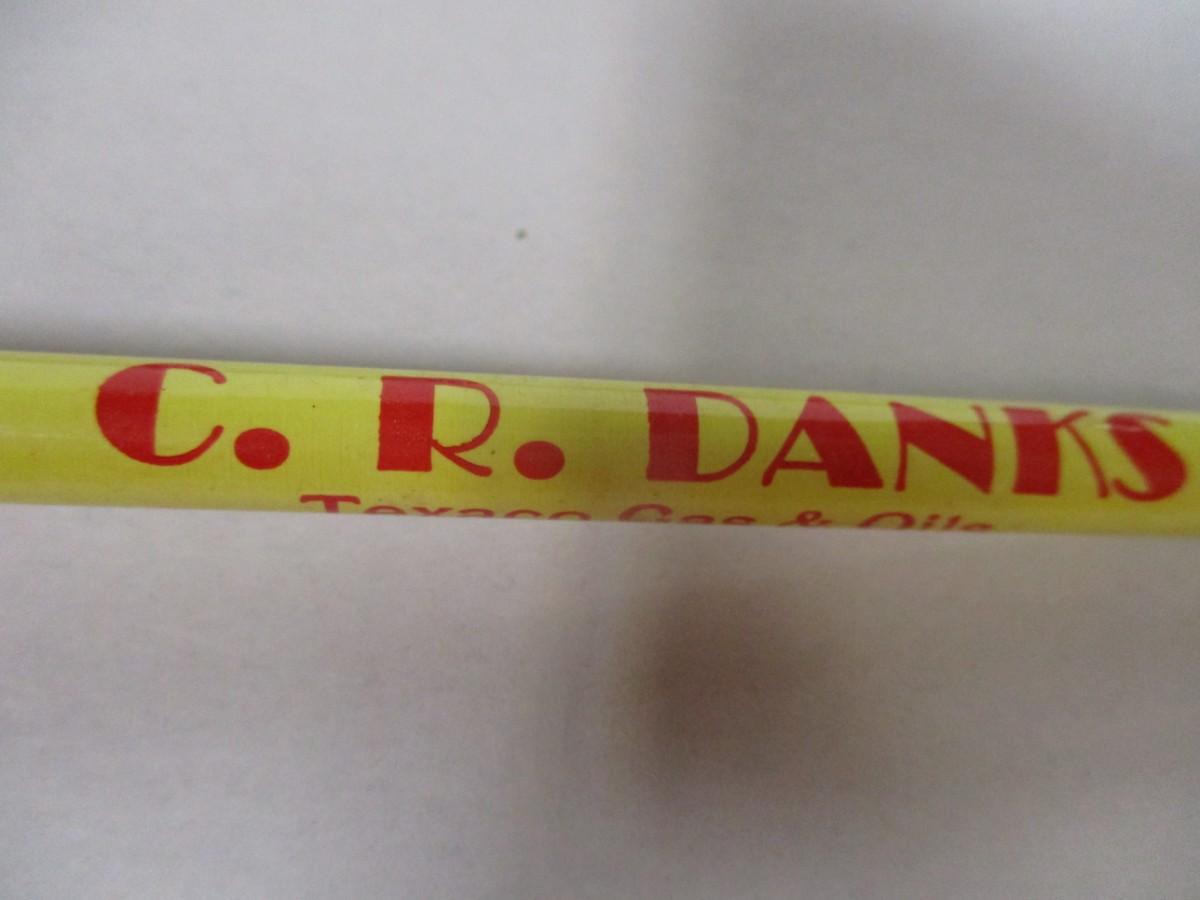 C. R. DANKS
Texaco Gas & Oils